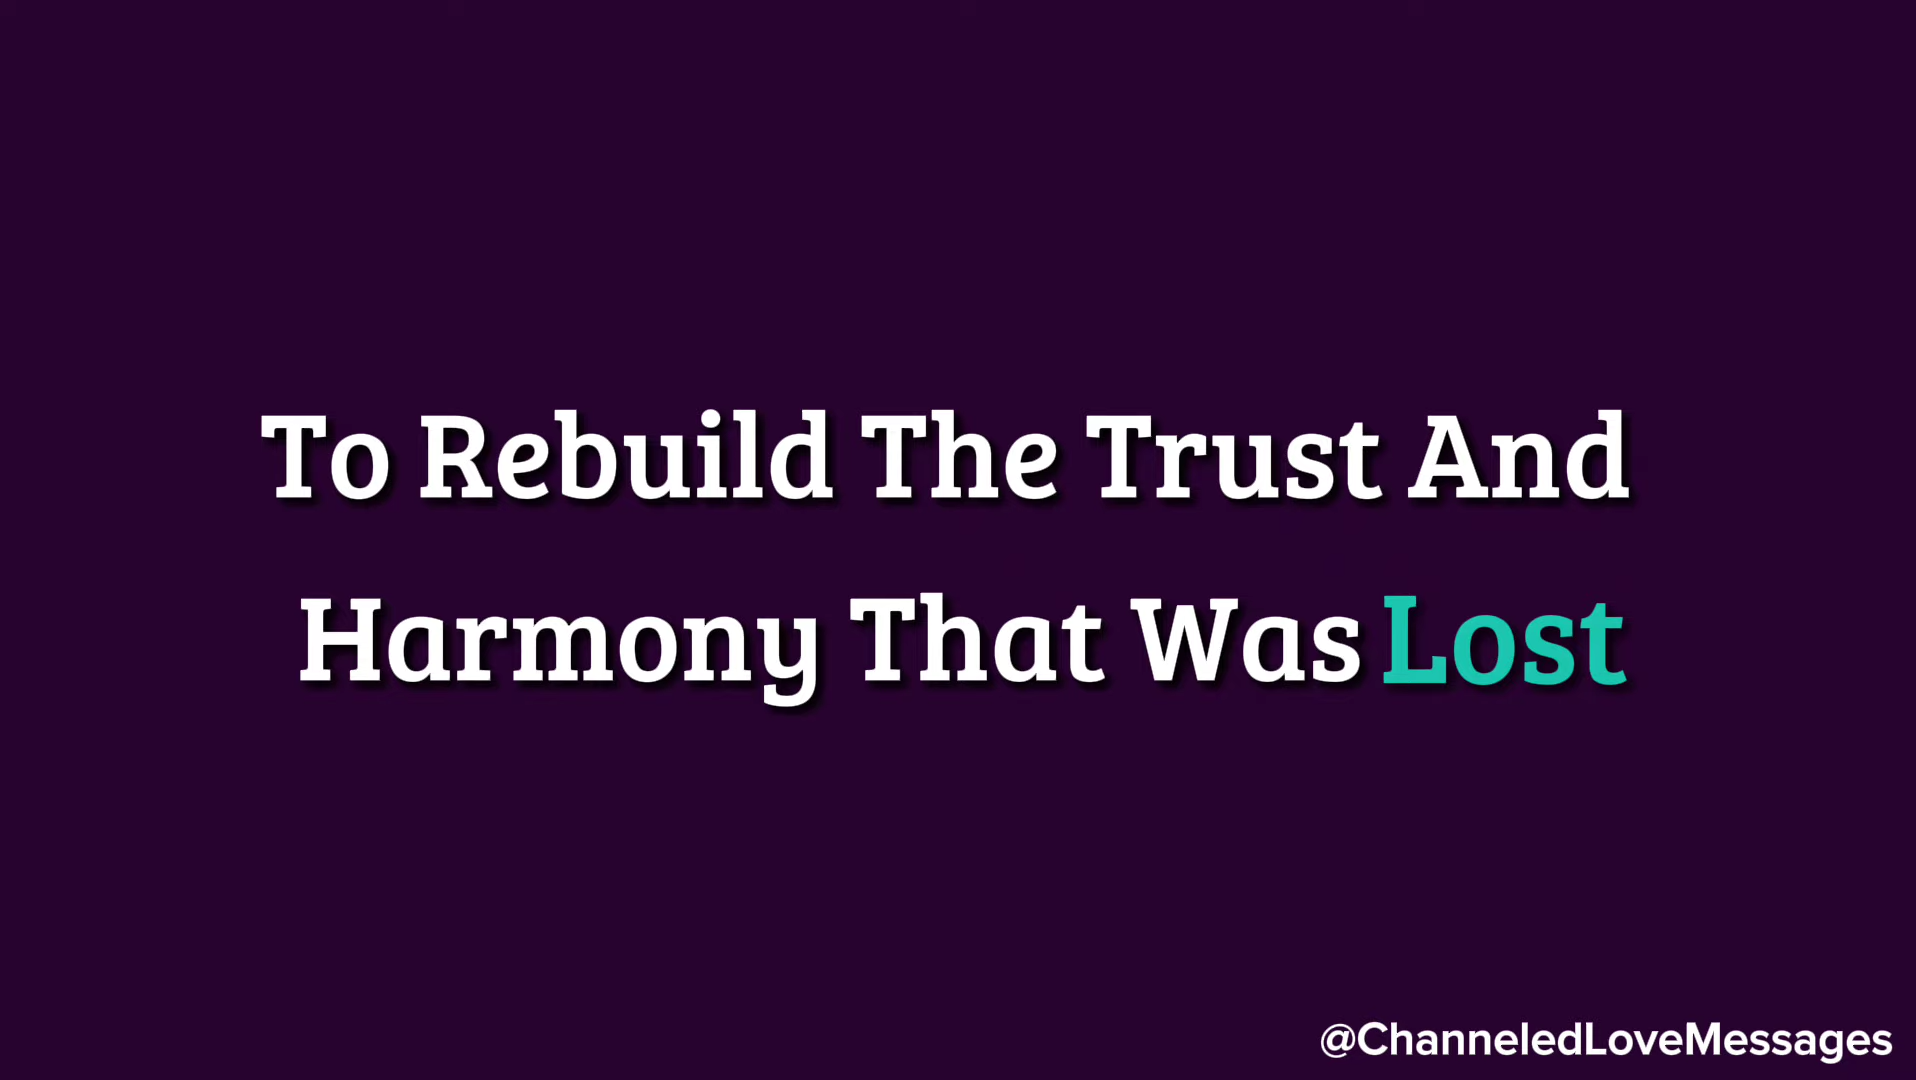 To Rebuild The Trust And
Harmony That Was Lost
@ChanneledLoveMessages